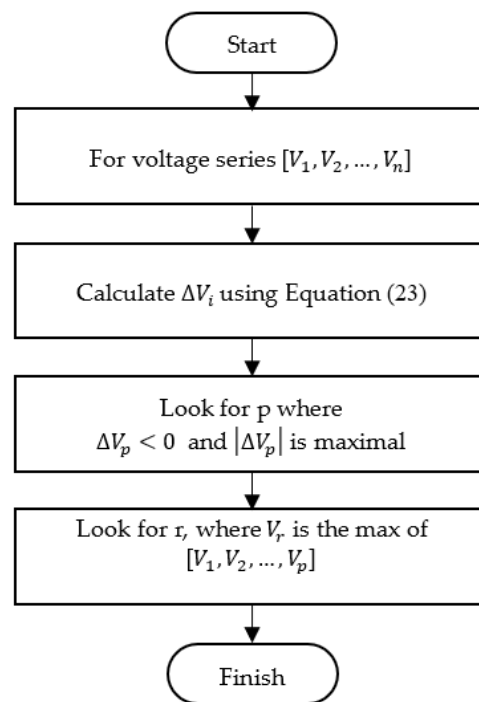 Start
For voltage series [V₁, V₂, …, Vₙ]
Calculate ΔVᵢ using Equation (23)
Look for p where
ΔVₚ < 0 and |ΔVₚ| is maximal
Look for r, where Vᵣ is the max of
[V₁, V₂, …, Vₚ]
Finish